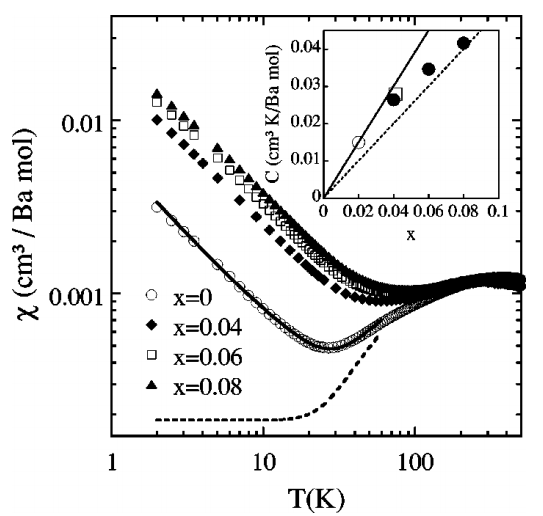 0.04
0.03
0.02
0.01
0
C (cm³ K/Ba mol)
0 0.02 0.04 0.06 0.08 0.1
x
0.01
0.001
χ (cm³ / Ba mol)
x=0
x=0.04
x=0.06
x=0.08
1 10 100
T(K)